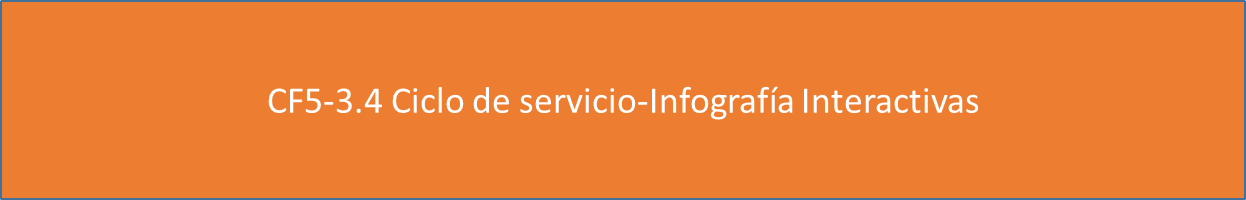 CF5-3.4 Ciclo de servicio-Infografía Interactivas